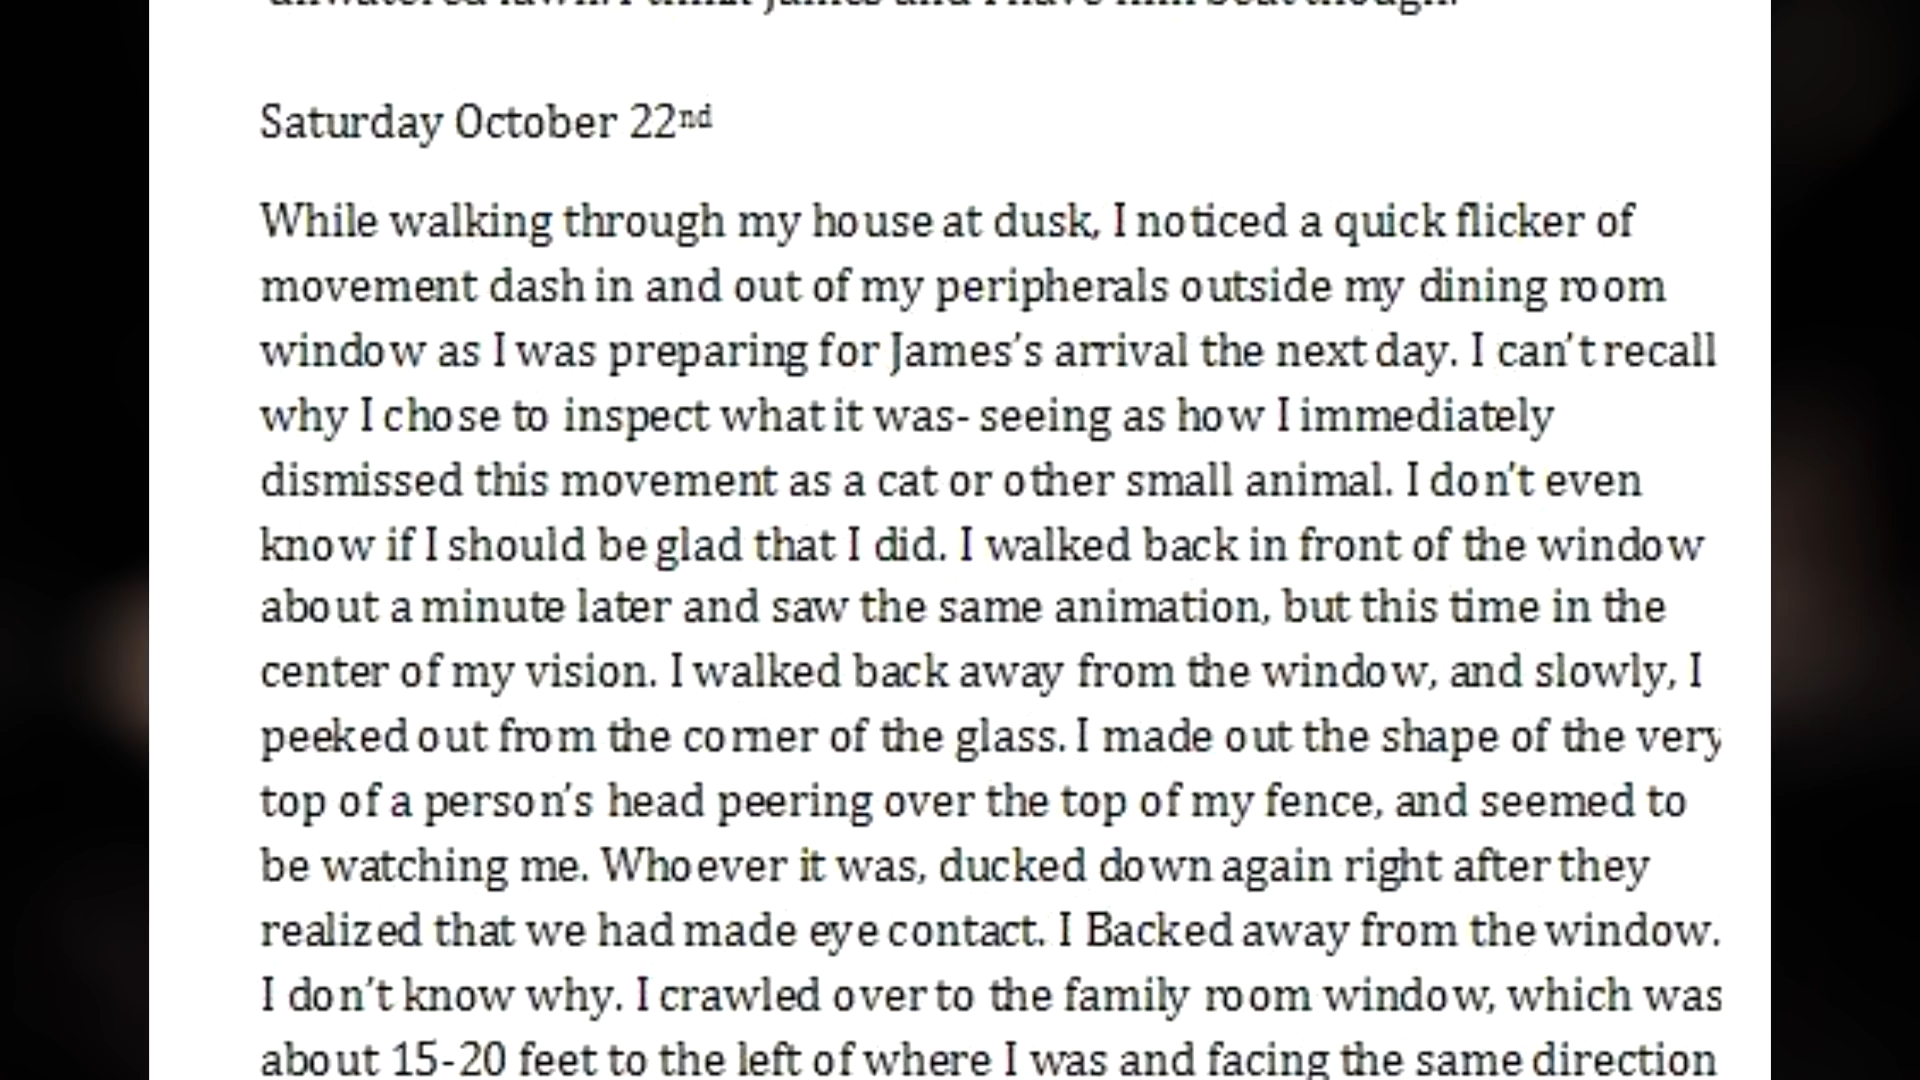 unwatered lawn. I think James and I have him beat though.
Saturday October 22nd
While walking through my house at dusk, I noticed a quick flicker of
movement dash in and out of my peripherals outside my dining room
window as I was preparing for James’s arrival the next day. I can’t recall
why I chose to inspect what it was- seeing as how I immediately
dismissed this movement as a cat or other small animal. I don’t even
know if I should be glad that I did. I walked back in front of the window
about a minute later and saw the same animation, but this time in the
center of my vision. I walked back away from the window, and slowly, I
peeked out from the corner of the glass. I made out the shape of the very
top of a person’s head peering over the top of my fence, and seemed to
be watching me. Whoever it was, ducked down again right after they
realized that we had made eye contact. I Backed away from the window.
I don’t know why. I crawled over to the family room window, which was
about 15-20 feet to the left of where I was and facing the same direction